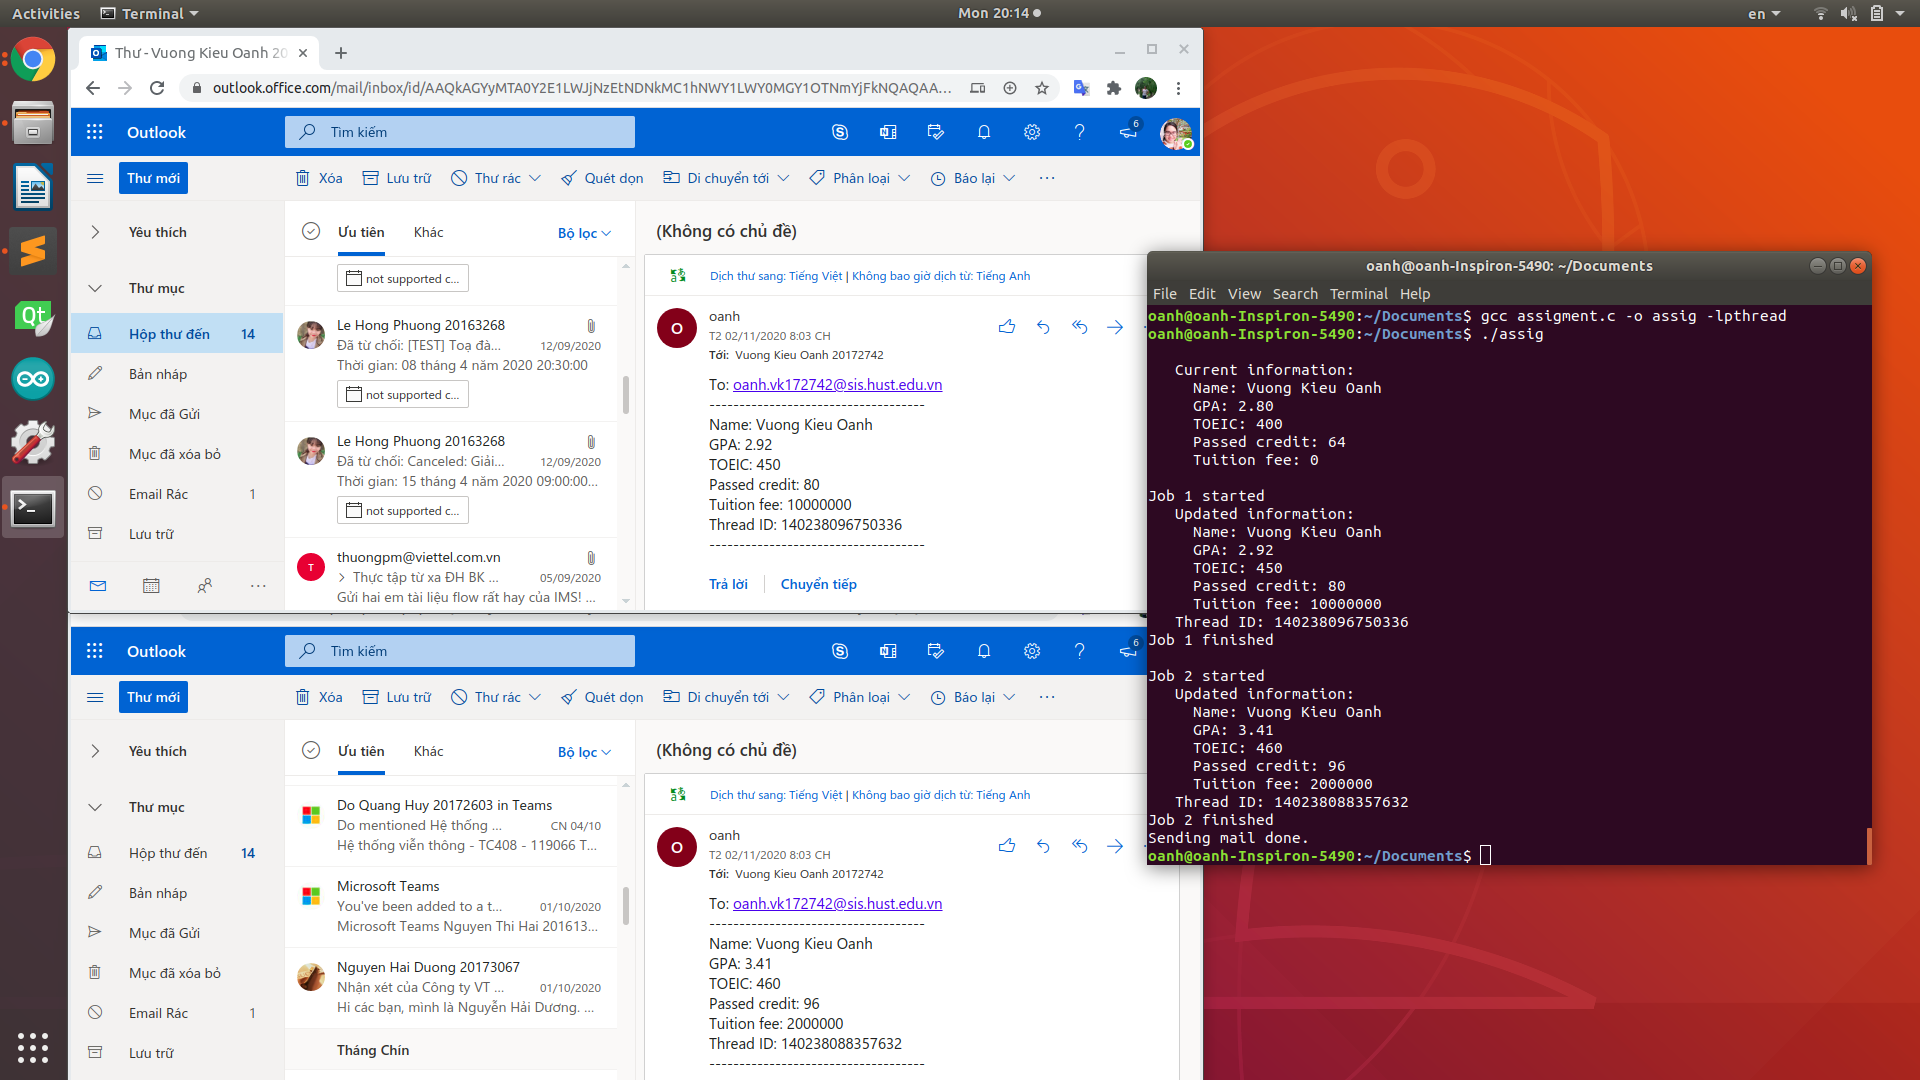 Activities
Terminal
Mon 20:14
en
Thư - Vuong Kieu Oanh 20
outlook.office.com/mail/inbox/id/AAQkAGYyMTA0Y2E1LWJjNzEtNDNkMC1hNWY1LWY0MGY1OTNmYjFkNQAQAA...
Outlook
Tìm kiếm
6
Thư mới
Xóa
Lưu trữ
Thư rác
Quét dọn
Di chuyển tới
Phân loại
Báo lại
Yêu thích
Thư mục
Hộp thư đến 14
Bản nháp
Mục đã Gửi
Mục đã xóa bỏ
Email Rác 1
Lưu trữ
Ưu tiên
Khác
Bộ lọc
not supported c...
Le Hong Phuong 20163268
Đã từ chối: [TEST] Toạ đà... 12/09/2020
Thời gian: 08 tháng 4 năm 2020 20:30:00
not supported c...
Le Hong Phuong 20163268
Đã từ chối: Canceled: Giải... 12/09/2020
Thời gian: 15 tháng 4 năm 2020 09:00:00...
not supported c...
T
thuongpm@viettel.com.vn
Thực tập từ xa ĐH BK ... 05/09/2020
Gửi hai em tài liệu flow rất hay của IMS! ...
(Không có chủ đề)
Dịch thư sang: Tiếng Việt | Không bao giờ dịch từ: Tiếng Anh
O
oanh
T2 02/11/2020 8:03 CH
Tới: Vuong Kieu Oanh 20172742
To: oanh.vk172742@sis.hust.edu.vn
------------------------------------
Name: Vuong Kieu Oanh
GPA: 2.92
TOEIC: 450
Passed credit: 80
Tuition fee: 10000000
Thread ID: 140238096750336
------------------------------------
Trả lời
Chuyển tiếp
Outlook
Tìm kiếm
6
Thư mới
Xóa
Lưu trữ
Thư rác
Quét dọn
Di chuyển tới
Phân loại
Báo lại
Yêu thích
Thư mục
Hộp thư đến 14
Bản nháp
Mục đã Gửi
Mục đã xóa bỏ
Email Rác 1
Lưu trữ
Ưu tiên
Khác
Bộ lọc
Do Quang Huy 20172603 in Teams
Do mentioned Hệ thống ... CN 04/10
Hệ thống viễn thông - TC408 - 119066 T...
Microsoft Teams
You've been added to a t... 01/10/2020
Microsoft Teams Nguyen Thi Hai 201613...
Nguyen Hai Duong 20173067
Nhận xét của Công ty VT ... 01/10/2020
Hi các bạn, mình là Nguyễn Hải Dương. ...
Tháng Chín
(Không có chủ đề)
Dịch thư sang: Tiếng Việt | Không bao giờ dịch từ: Tiếng Anh
O
oanh
T2 02/11/2020 8:03 CH
Tới: Vuong Kieu Oanh 20172742
To: oanh.vk172742@sis.hust.edu.vn
------------------------------------
Name: Vuong Kieu Oanh
GPA: 3.41
TOEIC: 460
Passed credit: 96
Tuition fee: 2000000
Thread ID: 140238088357632
------------------------------------
oanh@oanh-Inspiron-5490: ~/Documents
File Edit View Search Terminal Help
oanh@oanh-Inspiron-5490:~/Documents$ gcc assigment.c -o assig -lpthread
oanh@oanh-Inspiron-5490:~/Documents$ ./assig
Current information:
Name: Vuong Kieu Oanh
GPA: 2.80
TOEIC: 400
Passed credit: 64
Tuition fee: 0
Job 1 started
Updated information:
Name: Vuong Kieu Oanh
GPA: 2.92
TOEIC: 450
Passed credit: 80
Tuition fee: 10000000
Thread ID: 140238096750336
Job 1 finished
Job 2 started
Updated information:
Name: Vuong Kieu Oanh
GPA: 3.41
TOEIC: 460
Passed credit: 96
Tuition fee: 2000000
Thread ID: 140238088357632
Job 2 finished
Sending mail done.
oanh@oanh-Inspiron-5490:~/Documents$